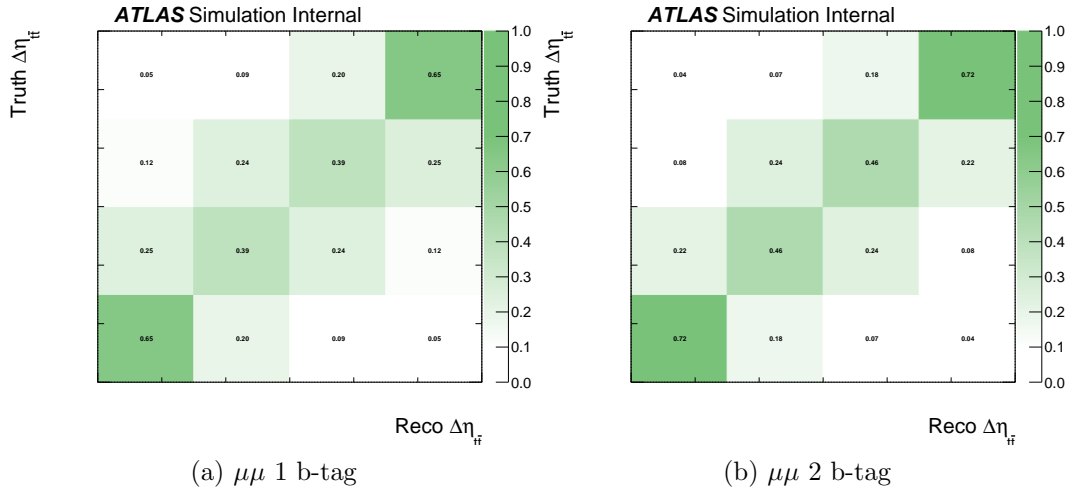 ATLAS Simulation Internal
Truth Δη_tt̄
0.05 0.09 0.20 0.65
0.12 0.24 0.39 0.25
0.25 0.39 0.24 0.12
0.65 0.20 0.09 0.05
1.0
0.9
0.8
0.7
0.6
0.5
0.4
0.3
0.2
0.1
0.0
Reco Δη_tt̄
(a) μμ 1 b-tag
ATLAS Simulation Internal
Truth Δη_tt̄
0.04 0.07 0.18 0.72
0.08 0.24 0.46 0.22
0.22 0.46 0.24 0.08
0.72 0.18 0.07 0.04
1.0
0.9
0.8
0.7
0.6
0.5
0.4
0.3
0.2
0.1
0.0
Reco Δη_tt̄
(b) μμ 2 b-tag